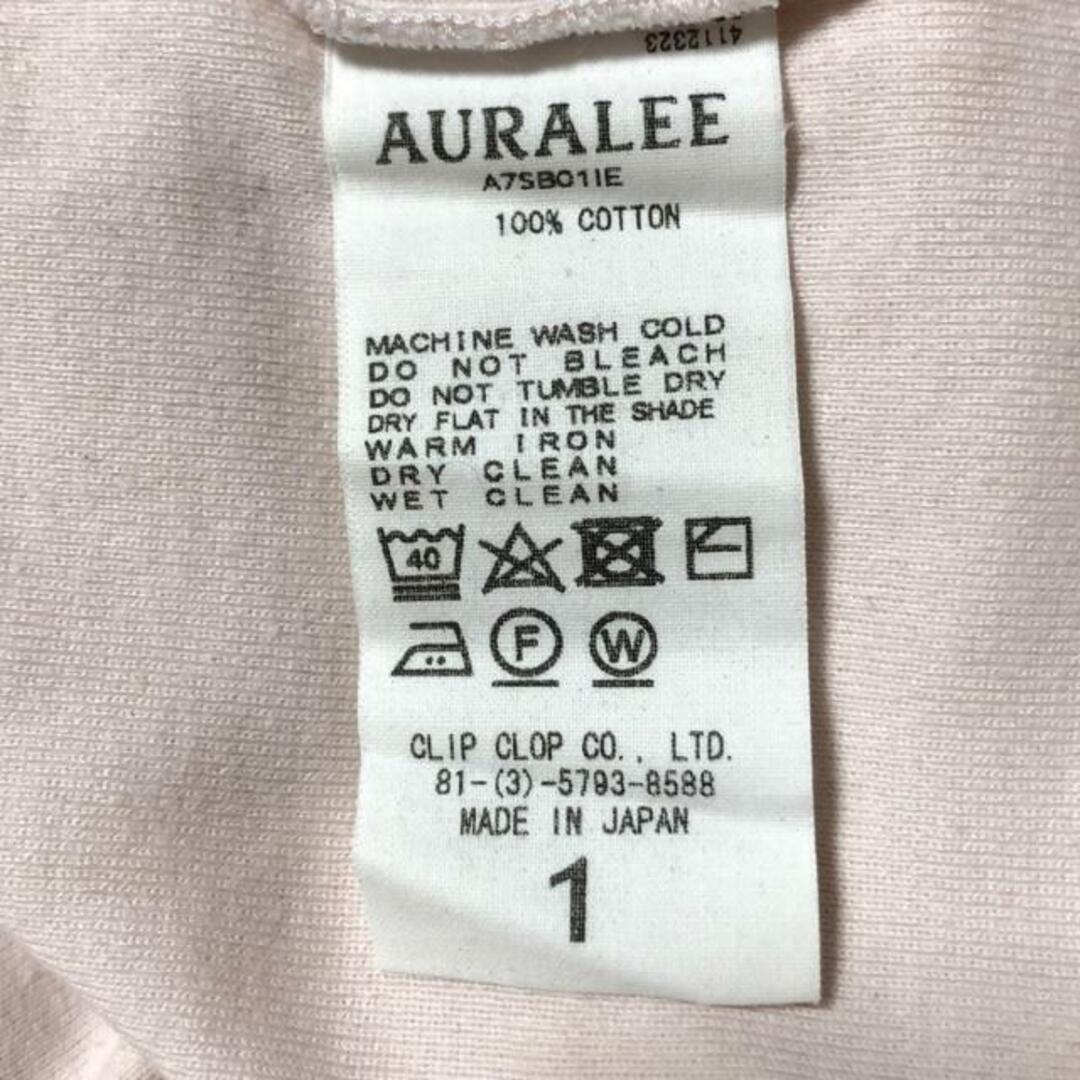 4112323
AURALEE
A7SB01IE
100% COTTON
MACHINE WASH COLD
DO NOT BLEACH
DO NOT TUMBLE DRY
DRY FLAT IN THE SHADE
WARM IRON
DRY CLEAN
WET CLEAN
40
F W
CLIP CLOP CO., LTD.
81-(3)-5793-8588
MADE IN JAPAN
1